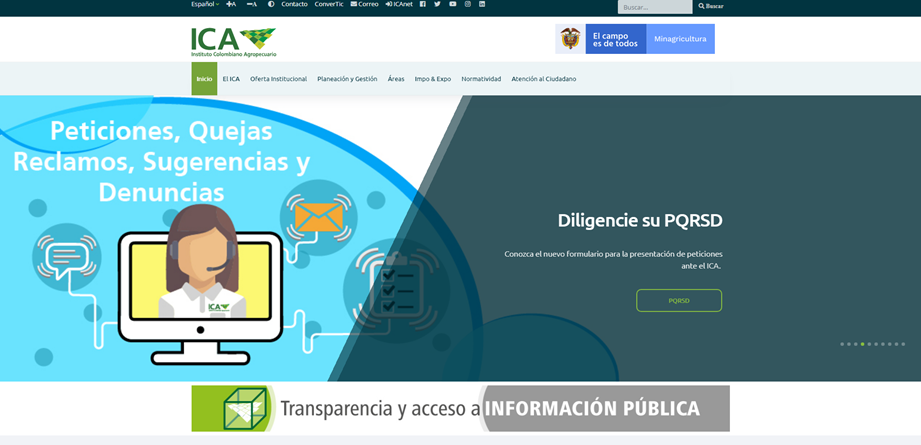 Español
A
A
Contacto
ConverTic
Correo
ICAnet
Buscar...
Buscar
ICA
Instituto Colombiano Agropecuario
El campo
es de todos
Minagricultura
Inicio
El ICA
Oferta Institucional
Planeación y Gestión
Áreas
Impo & Expo
Normatividad
Atención al Ciudadano
Peticiones, Quejas
Reclamos, Sugerencias y
Denuncias
ICA
Diligencie su PQRSD
Conozca el nuevo formulario para la presentación de peticiones
ante el ICA.
PQRSD
Transparencia y acceso a INFORMACIÓN PÚBLICA